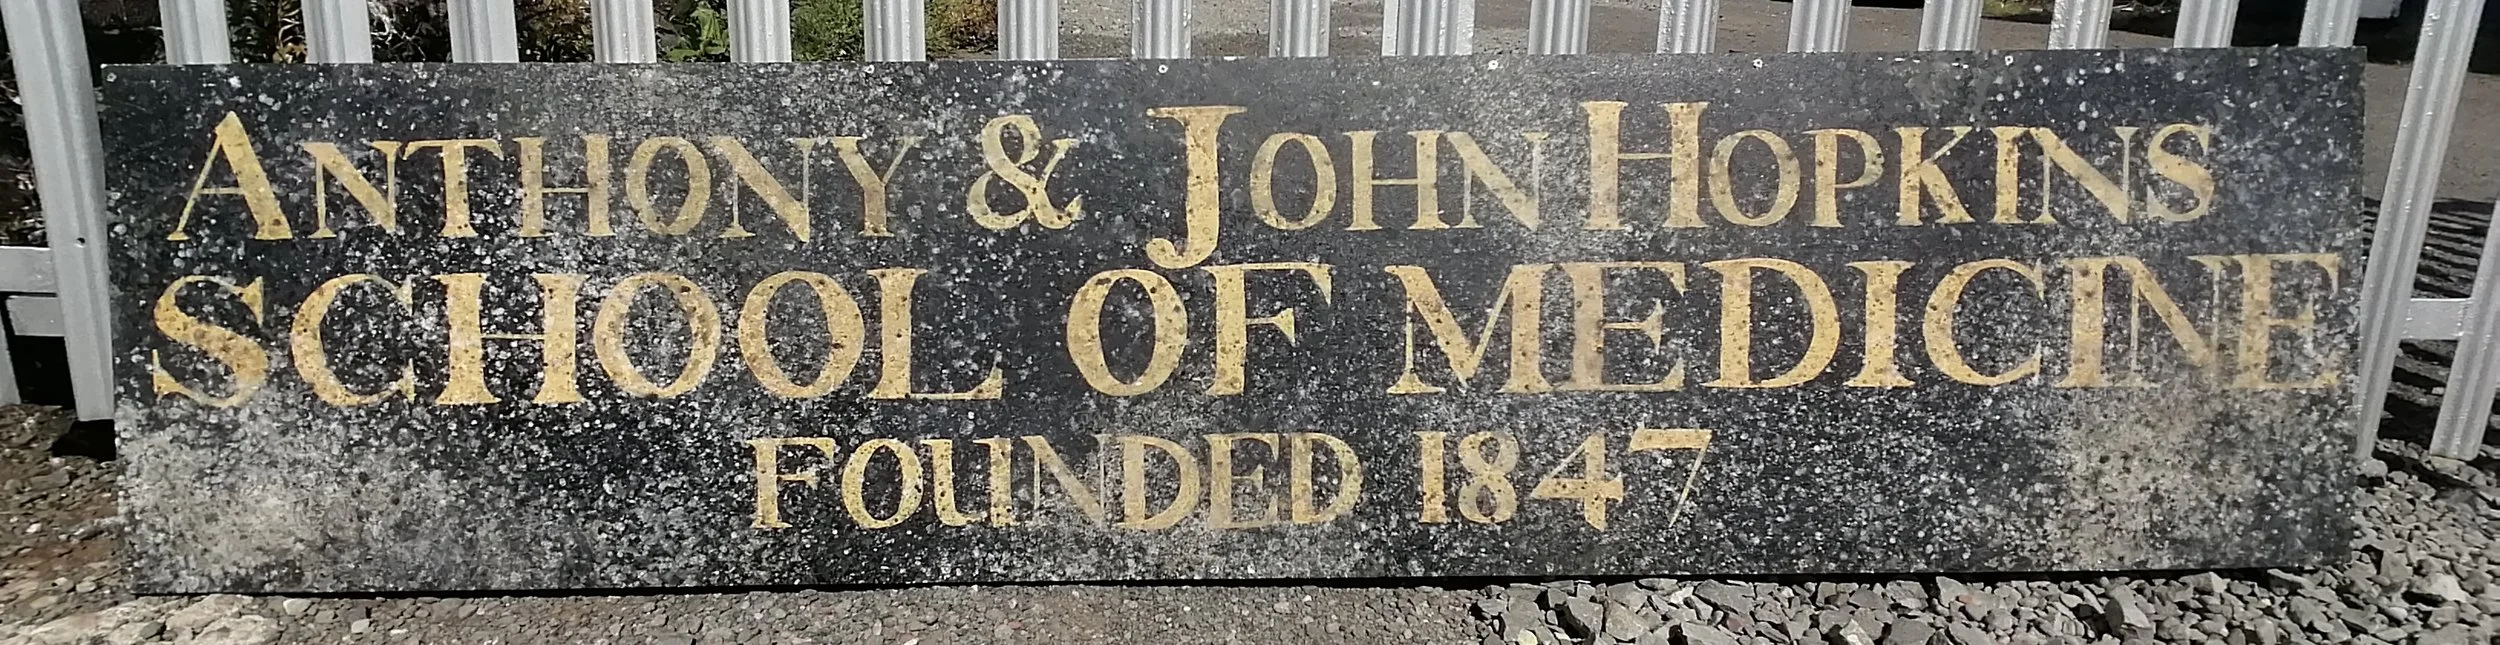 ANTHONY & JOHN HOPKINS
SCHOOL OF MEDICINE
FOUNDED 1847